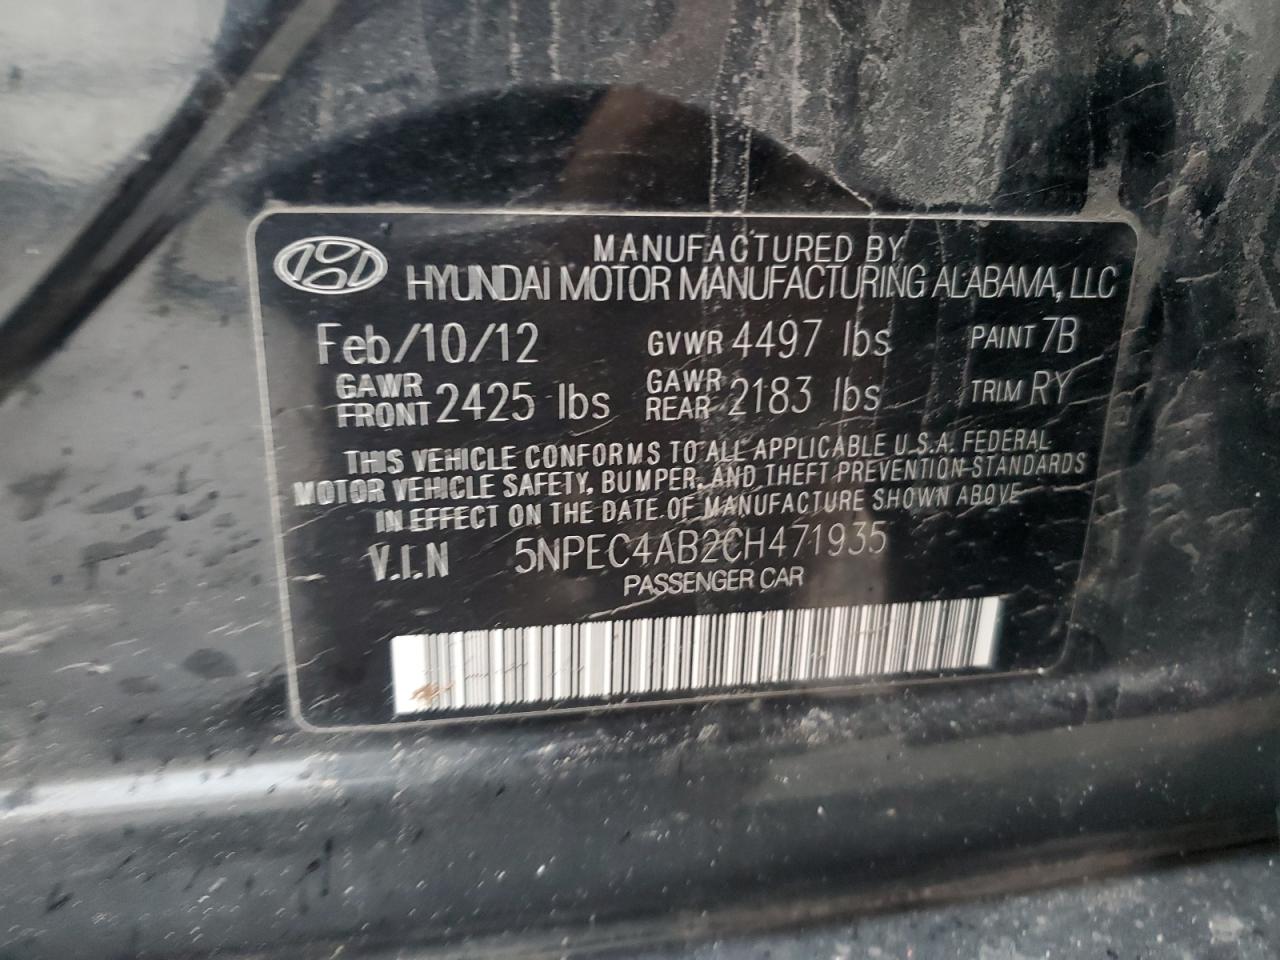 MANUFACTURED BY
HYUNDAI MOTOR MANUFACTURING ALABAMA, LLC
Feb/10/12 GVWR 4497 lbs PAINT 7B
GAWR FRONT 2425 lbs GAWR REAR 2183 lbs TRIM RY
THIS VEHICLE CONFORMS TO ALL APPLICABLE U.S.A. FEDERAL
MOTOR VEHICLE SAFETY, BUMPER, AND THEFT PREVENTION STANDARDS
IN EFFECT ON THE DATE OF MANUFACTURE SHOWN ABOVE
V.I.N 5NPEC4AB2CH471935
PASSENGER CAR